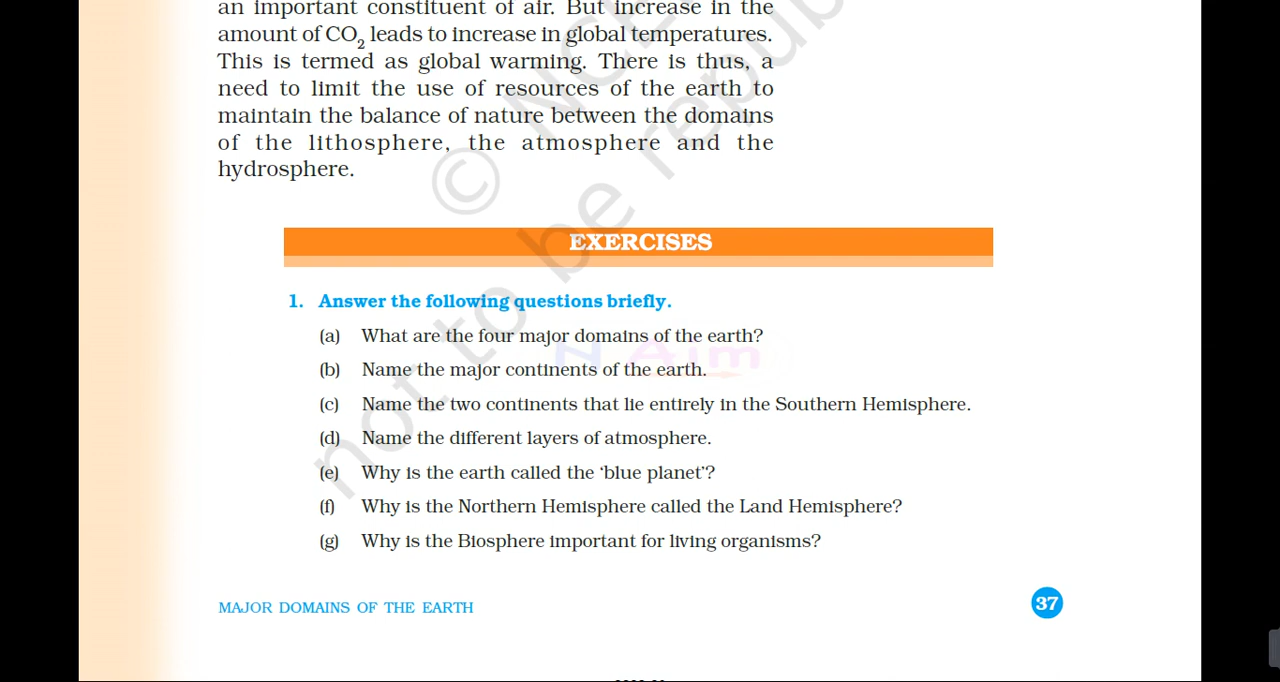 an important constituent of air. But increase in the
amount of CO₂ leads to increase in global temperatures.
This is termed as global warming. There is thus, a
need to limit the use of resources of the earth to
maintain the balance of nature between the domains
of the lithosphere, the atmosphere and the
hydrosphere.
© NCE
not to be repub
EXERCISES
1. Answer the following questions briefly.
(a) What are the four major domains of the earth?
N Aim
(b) Name the major continents of the earth.
(c) Name the two continents that lie entirely in the Southern Hemisphere.
(d) Name the different layers of atmosphere.
(e) Why is the earth called the ‘blue planet’?
(f) Why is the Northern Hemisphere called the Land Hemisphere?
(g) Why is the Biosphere important for living organisms?
MAJOR DOMAINS OF THE EARTH
37